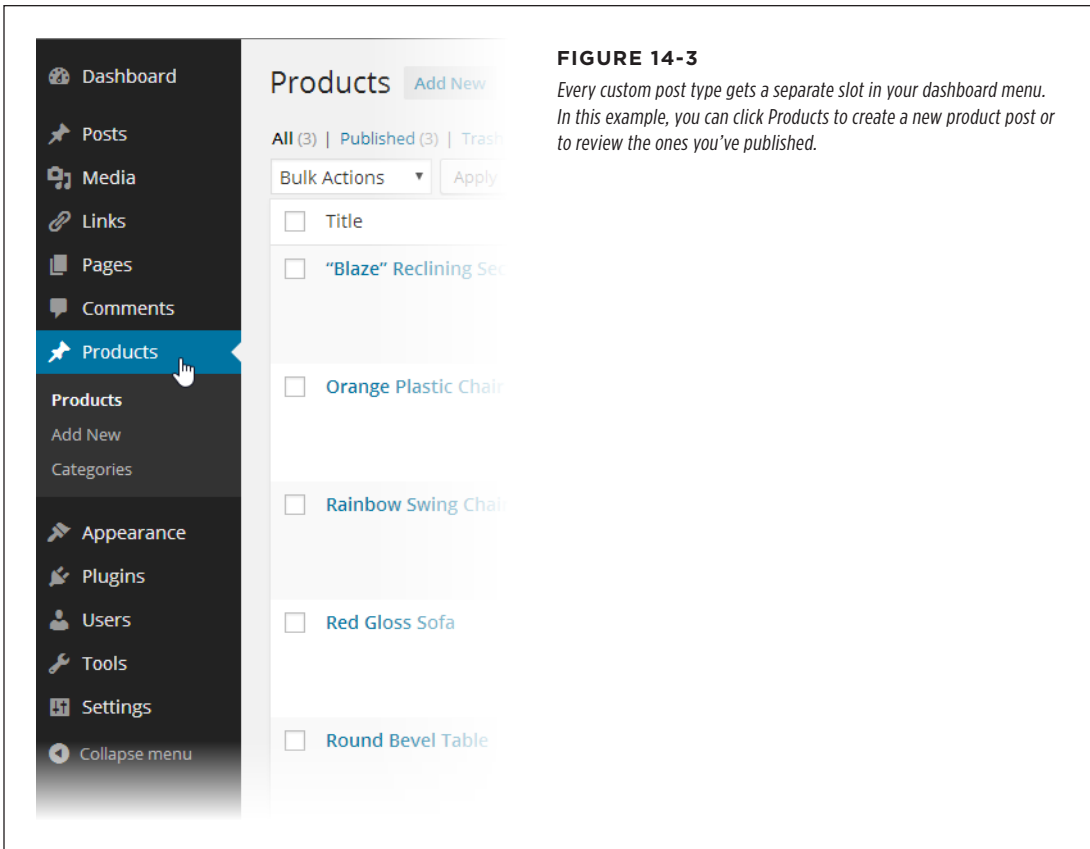 Dashboard
Posts
Media
Links
Pages
Comments
Products
Products
Add New
Categories
Appearance
Plugins
Users
Tools
Settings
Collapse menu
Products Add New
All (3) | Published (3) | Trash
Bulk Actions Apply
Title
“Blaze” Reclining
Orange Plastic Chair
Rainbow Swing
Red Gloss Sofa
Round Bevel Table
FIGURE 14-3
Every custom post type gets a separate slot in your dashboard menu.
In this example, you can click Products to create a new product post or
to review the ones you’ve published.